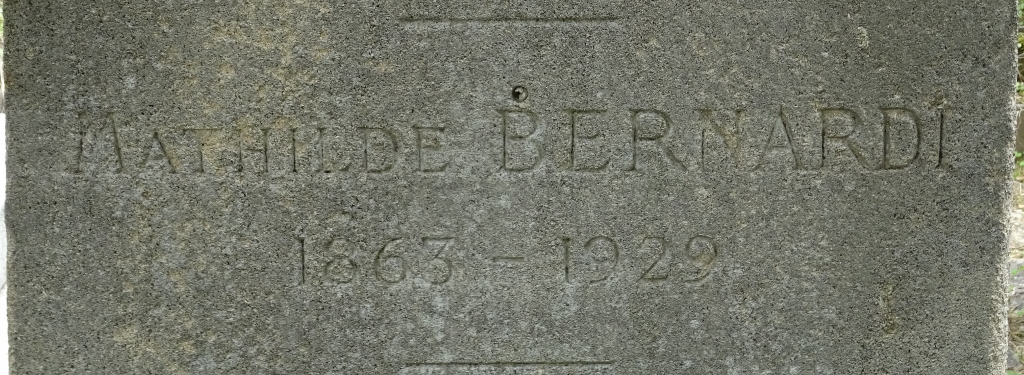 MATHILDE BERNARDI
1863 - 1929